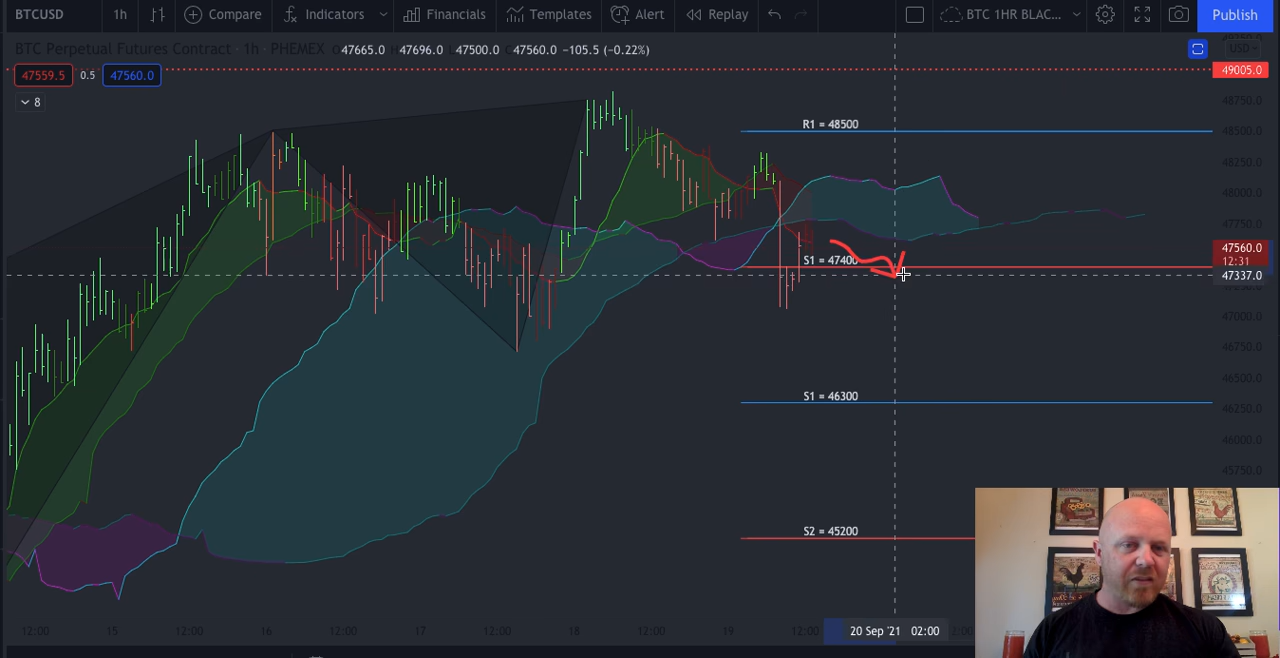 BTCUSD 1h Compare Indicators Financials Templates Alert Replay BTC 1HR BLAC... Publish
BTC Perpetual Futures Contract · 1h · PHEMEX 47665.0 47696.0 47500.0 47560.0 −105.5 (−0.22%)
USD
47559.5 0.5 47560.0
49005.0
8
48750.0
R1 = 48500
48500.0
48250.0
48000.0
47750.0
47560.0
S1 = 47400
12:31
47337.0
47000.0
46750.0
46500.0
S1 = 46300
46250.0
46000.0
45750.0
S2 = 45200
12:00 15 12:00 16 12:00 17 12:00 18 12:00 19 12:00 20 Sep '21 02:00